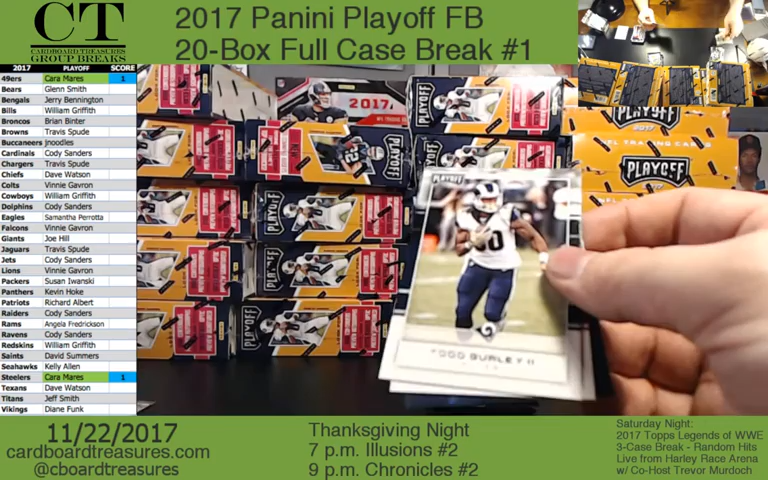 CT
CARDBOARD TREASURES
GROUP BREAKS
2017 Panini Playoff FB
20-Box Full Case Break #1
2017 PLAYOFF SCORE
49ers Cara Mares 1
Bears Glenn Smith
Bengals Jerry Bennington
Bills William Griffith
Broncos Brian Binter
Browns Travis Spude
Buccaneers Jnoodles
Cardinals Cody Sanders
Chargers Travis Spude
Chiefs Dave Watson
Colts Vinnie Gavron
Cowboys William Griffith
Dolphins Cody Sanders
Eagles Samantha Perrotta
Falcons Vinnie Gavron
Giants Joe Hill
Jaguars Travis Spude
Jets Cody Sanders
Lions Vinnie Gavron
Packers Susan Iwanski
Panthers Kevin Hoke
Patriots Richard Albert
Raiders Cody Sanders
Rams Angela Fredrickson
Ravens Cody Sanders
Redskins William Griffith
Saints David Summers
Seahawks Kelly Allen
Steelers Cara Mares 1
Texans Dave Watson
Titans Jeff Smith
Vikings Diane Funk
2017
PLAYOFF
PLAYOFF
2017
NFL TRADING CARDS
PLAYOFF
2017
PLAYOFF
TODD GURLEY II
11/22/2017
cardboardtreasures.com
@cboardtreasures
Thanksgiving Night
7 p.m. Illusions #2
9 p.m. Chronicles #2
Saturday Night:
2017 Topps Legends of WWE
3-Case Break - Random Hits
Live from Harley Race Arena
w/ Co-Host Trevor Murdoch